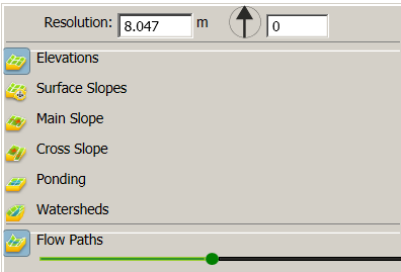 Resolution: 8.047 m 0
Elevations
Surface Slopes
Main Slope
Cross Slope
Ponding
Watersheds
Flow Paths